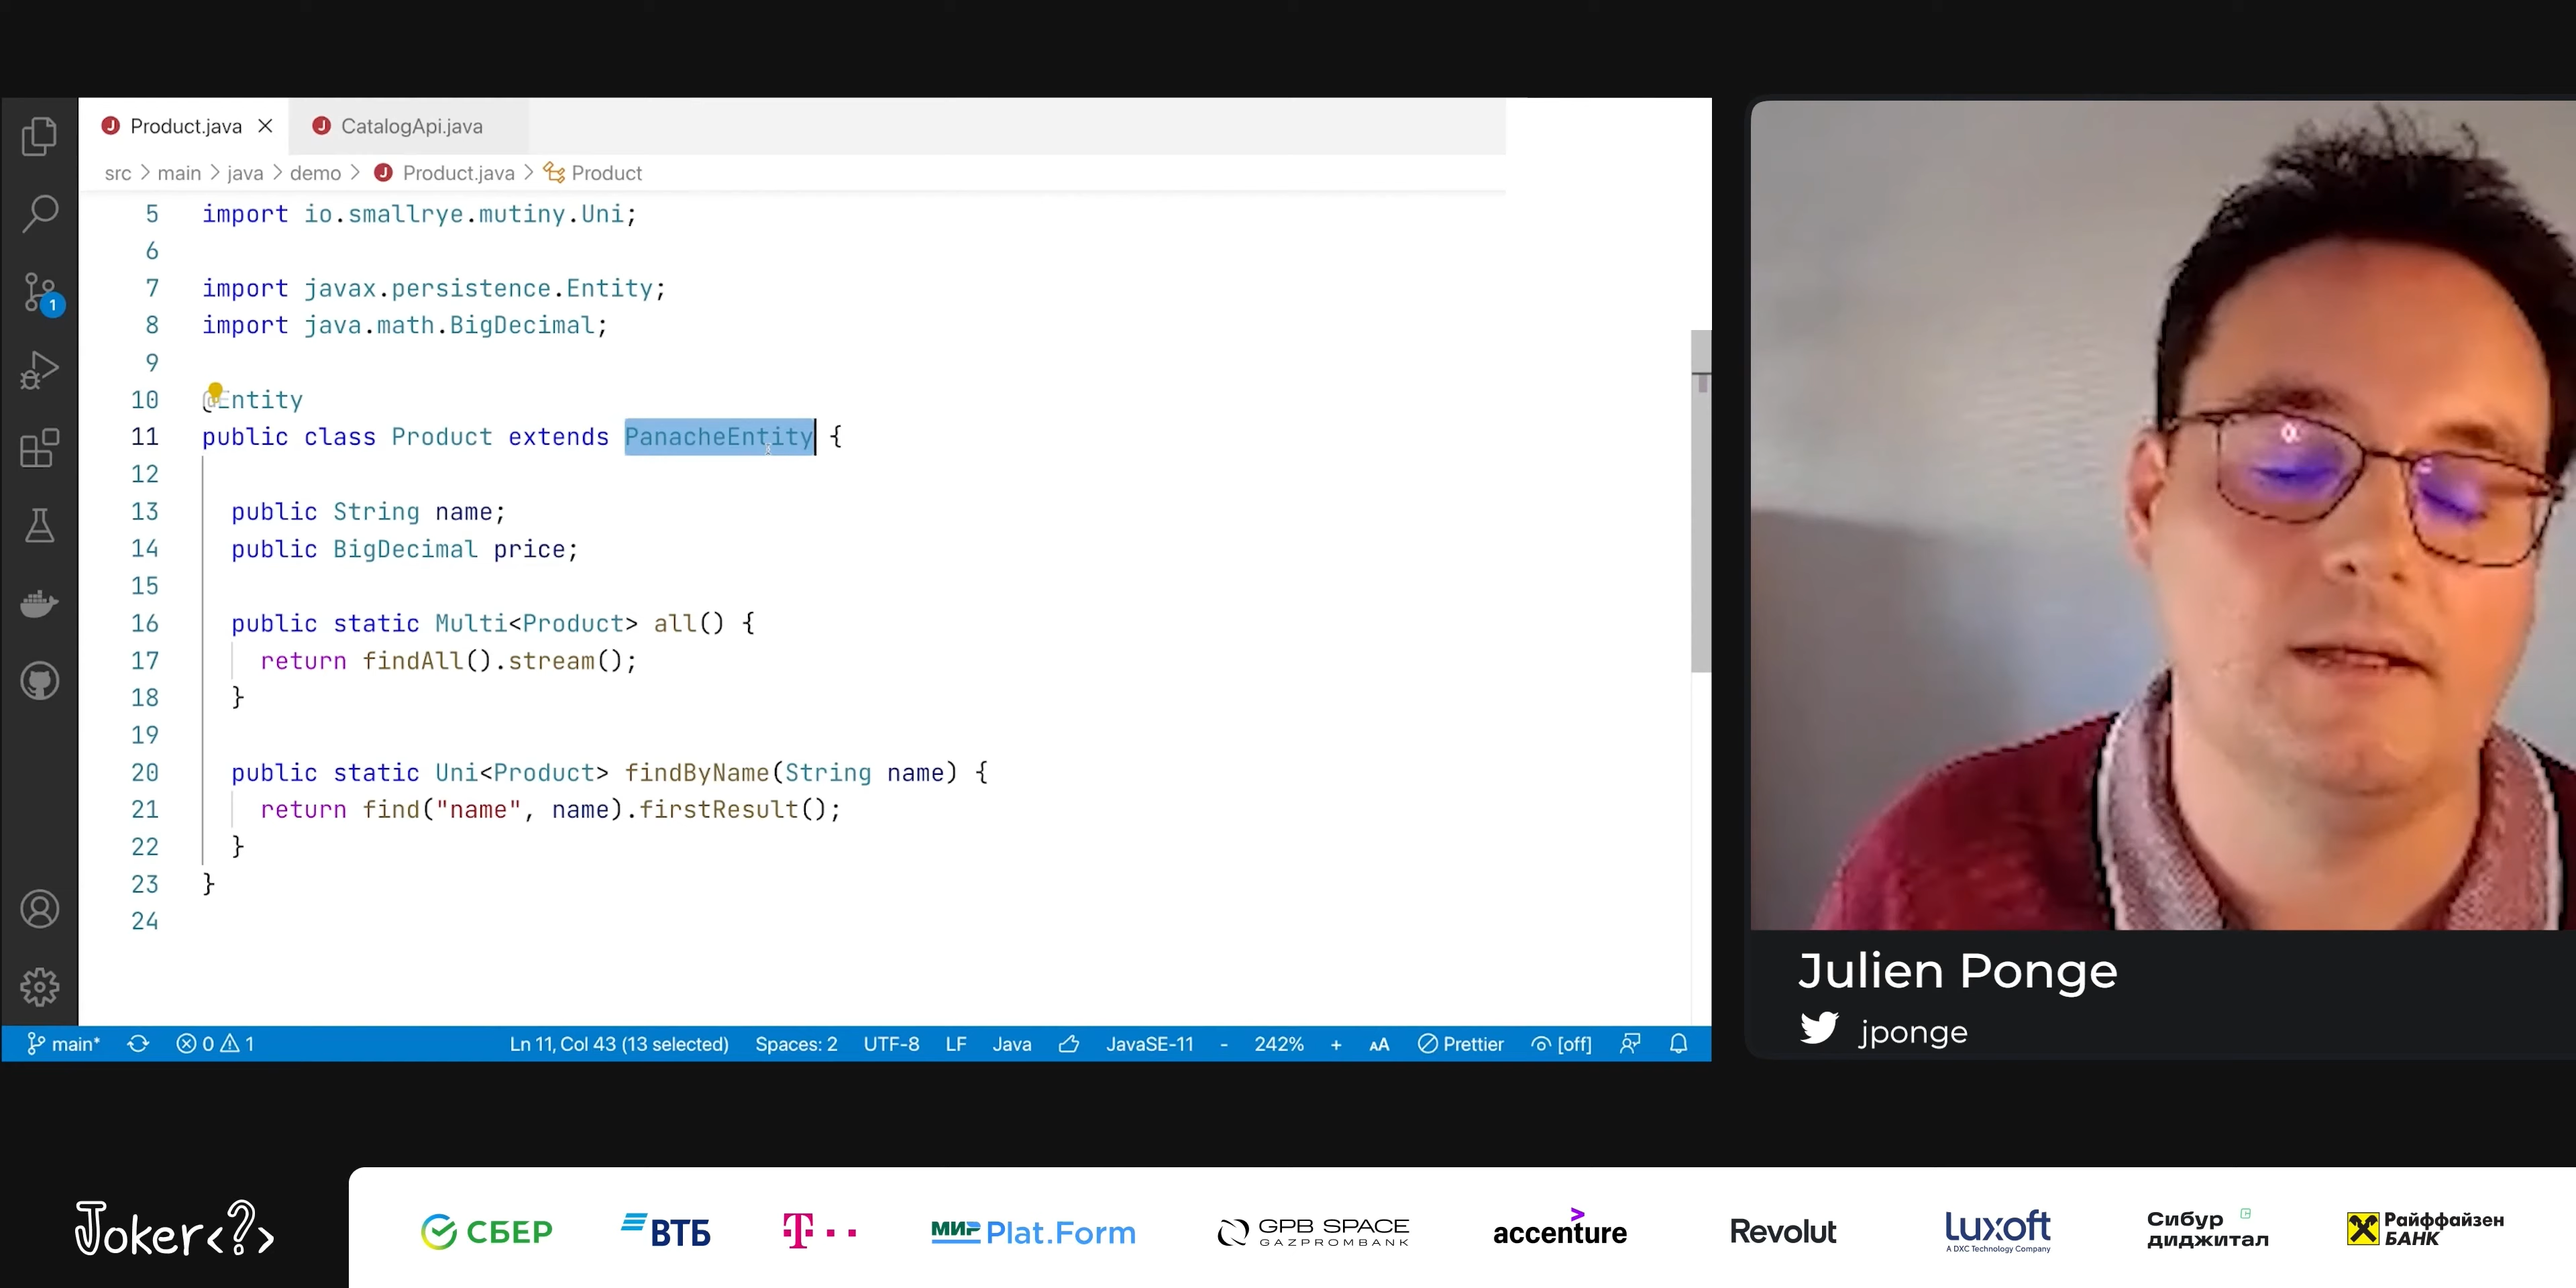 Product.java
CatalogApi.java
src > main > java > demo > Product.java > Product
5 import io.smallrye.mutiny.Uni;
6
7 import javax.persistence.Entity;
8 import java.math.BigDecimal;
9
10 @Entity
11 public class Product extends PanacheEntity {
12
13 public String name;
14 public BigDecimal price;
15
16 public static Multi<Product> all() {
17 return findAll().stream();
18 }
19
20 public static Uni<Product> findByName(String name) {
21 return find("name", name).firstResult();
22 }
23 }
24
1
main* 0 1 Ln 11, Col 43 (13 selected) Spaces: 2 UTF-8 LF Java JavaSE-11 - 242% + AA Prettier [off]
Julien Ponge
jponge
Joker<?>
СБЕР
ВТБ
T
МИР Plat.Form
GPB SPACE
GAZPROMBANK
accenture
Revolut
Luxoft
A DXC Technology Company
Сибур
диджитал
Райффайзен
БАНК